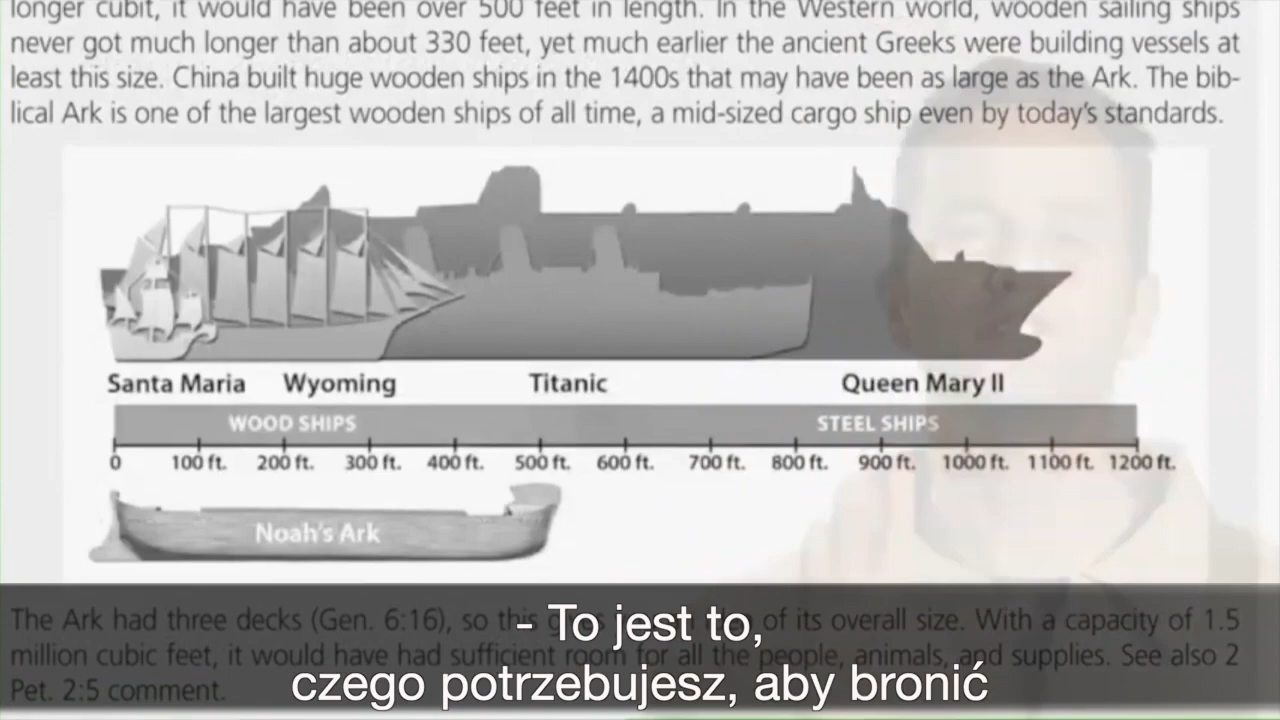 longer cubit, it would have been over 500 feet in length. In the Western world, wooden sailing ships
never got much longer than about 330 feet, yet much earlier the ancient Greeks were building vessels at
least this size. China built huge wooden ships in the 1400s that may have been as large as the Ark. The bib-
lical Ark is one of the largest wooden ships of all time, a mid-sized cargo ship even by today's standards.
Santa Maria Wyoming Titanic Queen Mary II
WOOD SHIPS STEEL SHIPS
0 100 ft. 200 ft. 300 ft. 400 ft. 500 ft. 600 ft. 700 ft. 800 ft. 900 ft. 1000 ft. 1100 ft. 1200 ft.
Noah's Ark
The Ark had three decks (Gen. 6:16), so this of its overall size. With a capacity of 1.5
million cubic feet, it would have had sufficient room for all the people, animals, and supplies. See also 2
Pet. 2:5 comment.
- To jest to,
czego potrzebujesz, aby bronić